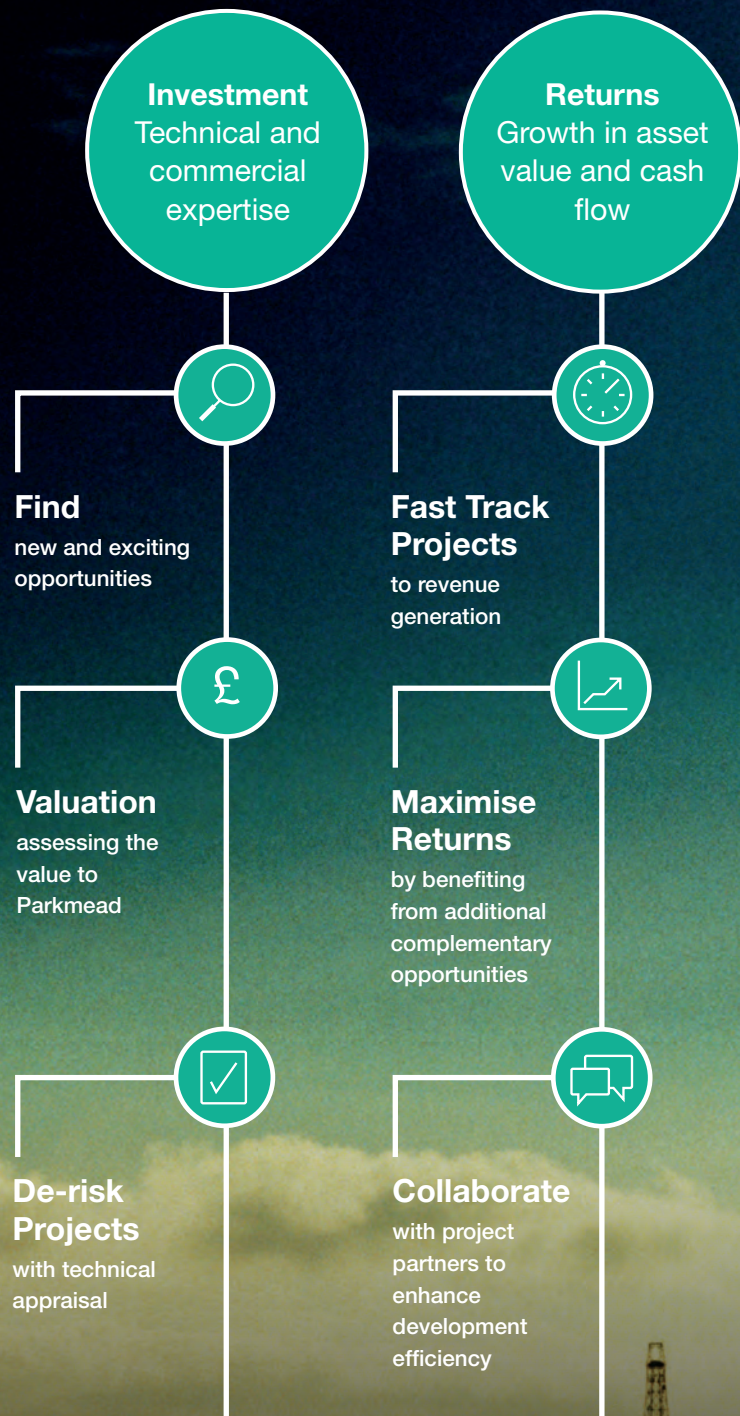 Investment
Technical and
commercial
expertise
Find
new and exciting
opportunities
£
Valuation
assessing the
value to
Parkmead
De-risk
Projects
with technical
appraisal
Returns
Growth in asset
value and cash
flow
Fast Track
Projects
to revenue
generation
Maximise
Returns
by benefiting
from additional
complementary
opportunities
Collaborate
with project
partners to
enhance
development
efficiency